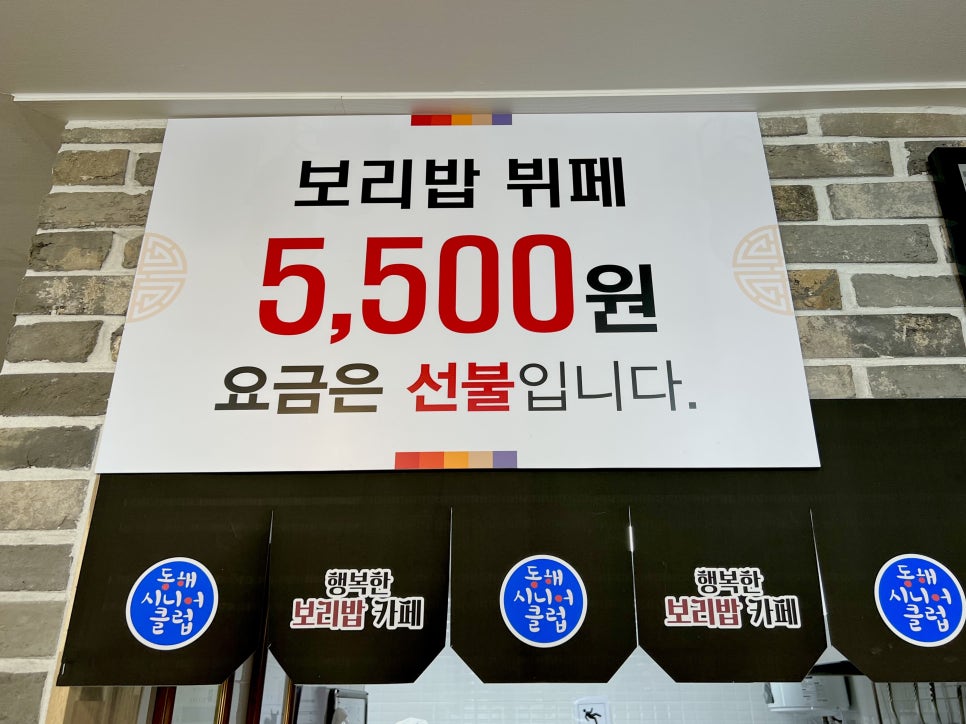 보리밥 뷔페
5,500원
요금은 선불입니다.
동해
시니어
클럽
행복한
보리밥 카페
동해
시니어
클럽
행복한
보리밥 카페
동해
시니어
클럽